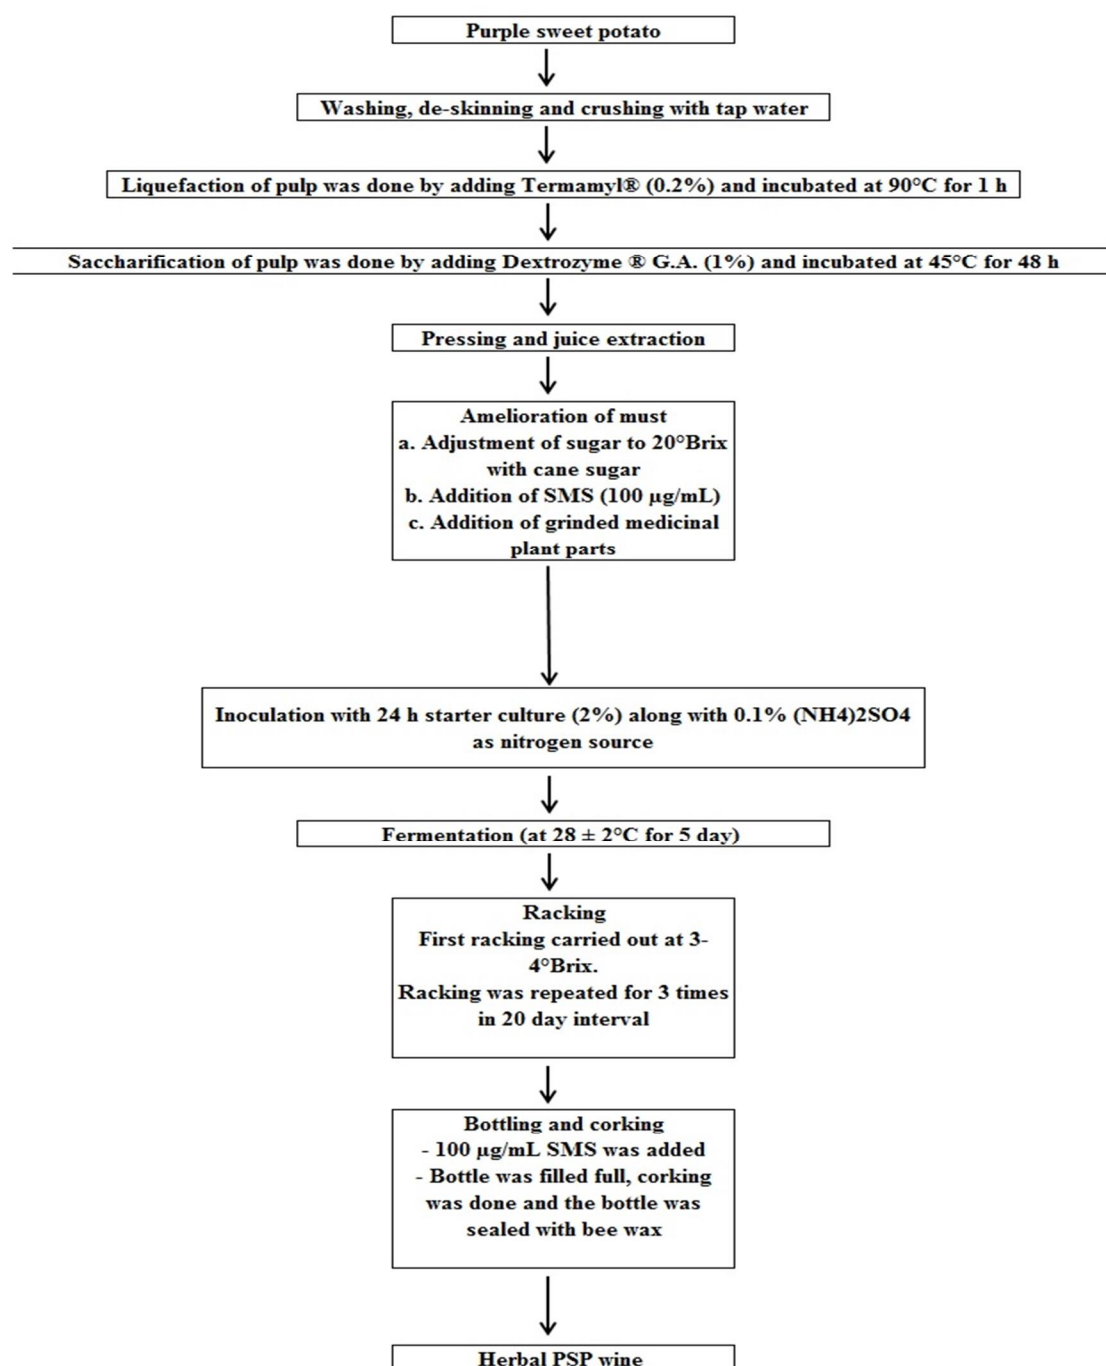 Purple sweet potato
Washing, de-skinning and crushing with tap water
Liquefaction of pulp was done by adding Termamyl® (0.2%) and incubated at 90°C for 1 h
Saccharification of pulp was done by adding Dextrozyme ® G.A. (1%) and incubated at 45°C for 48 h
Pressing and juice extraction
Amelioration of must
a. Adjustment of sugar to 20°Brix
with cane sugar
b. Addition of SMS (100 µg/mL)
c. Addition of grinded medicinal
plant parts
Inoculation with 24 h starter culture (2%) along with 0.1% (NH4)2SO4
as nitrogen source
Fermentation (at 28 ± 2°C for 5 day)
Racking
First racking carried out at 3-
4°Brix.
Racking was repeated for 3 times
in 20 day interval
Bottling and corking
- 100 µg/mL SMS was added
- Bottle was filled full, corking
was done and the bottle was
sealed with bee wax
Herbal PSP wine